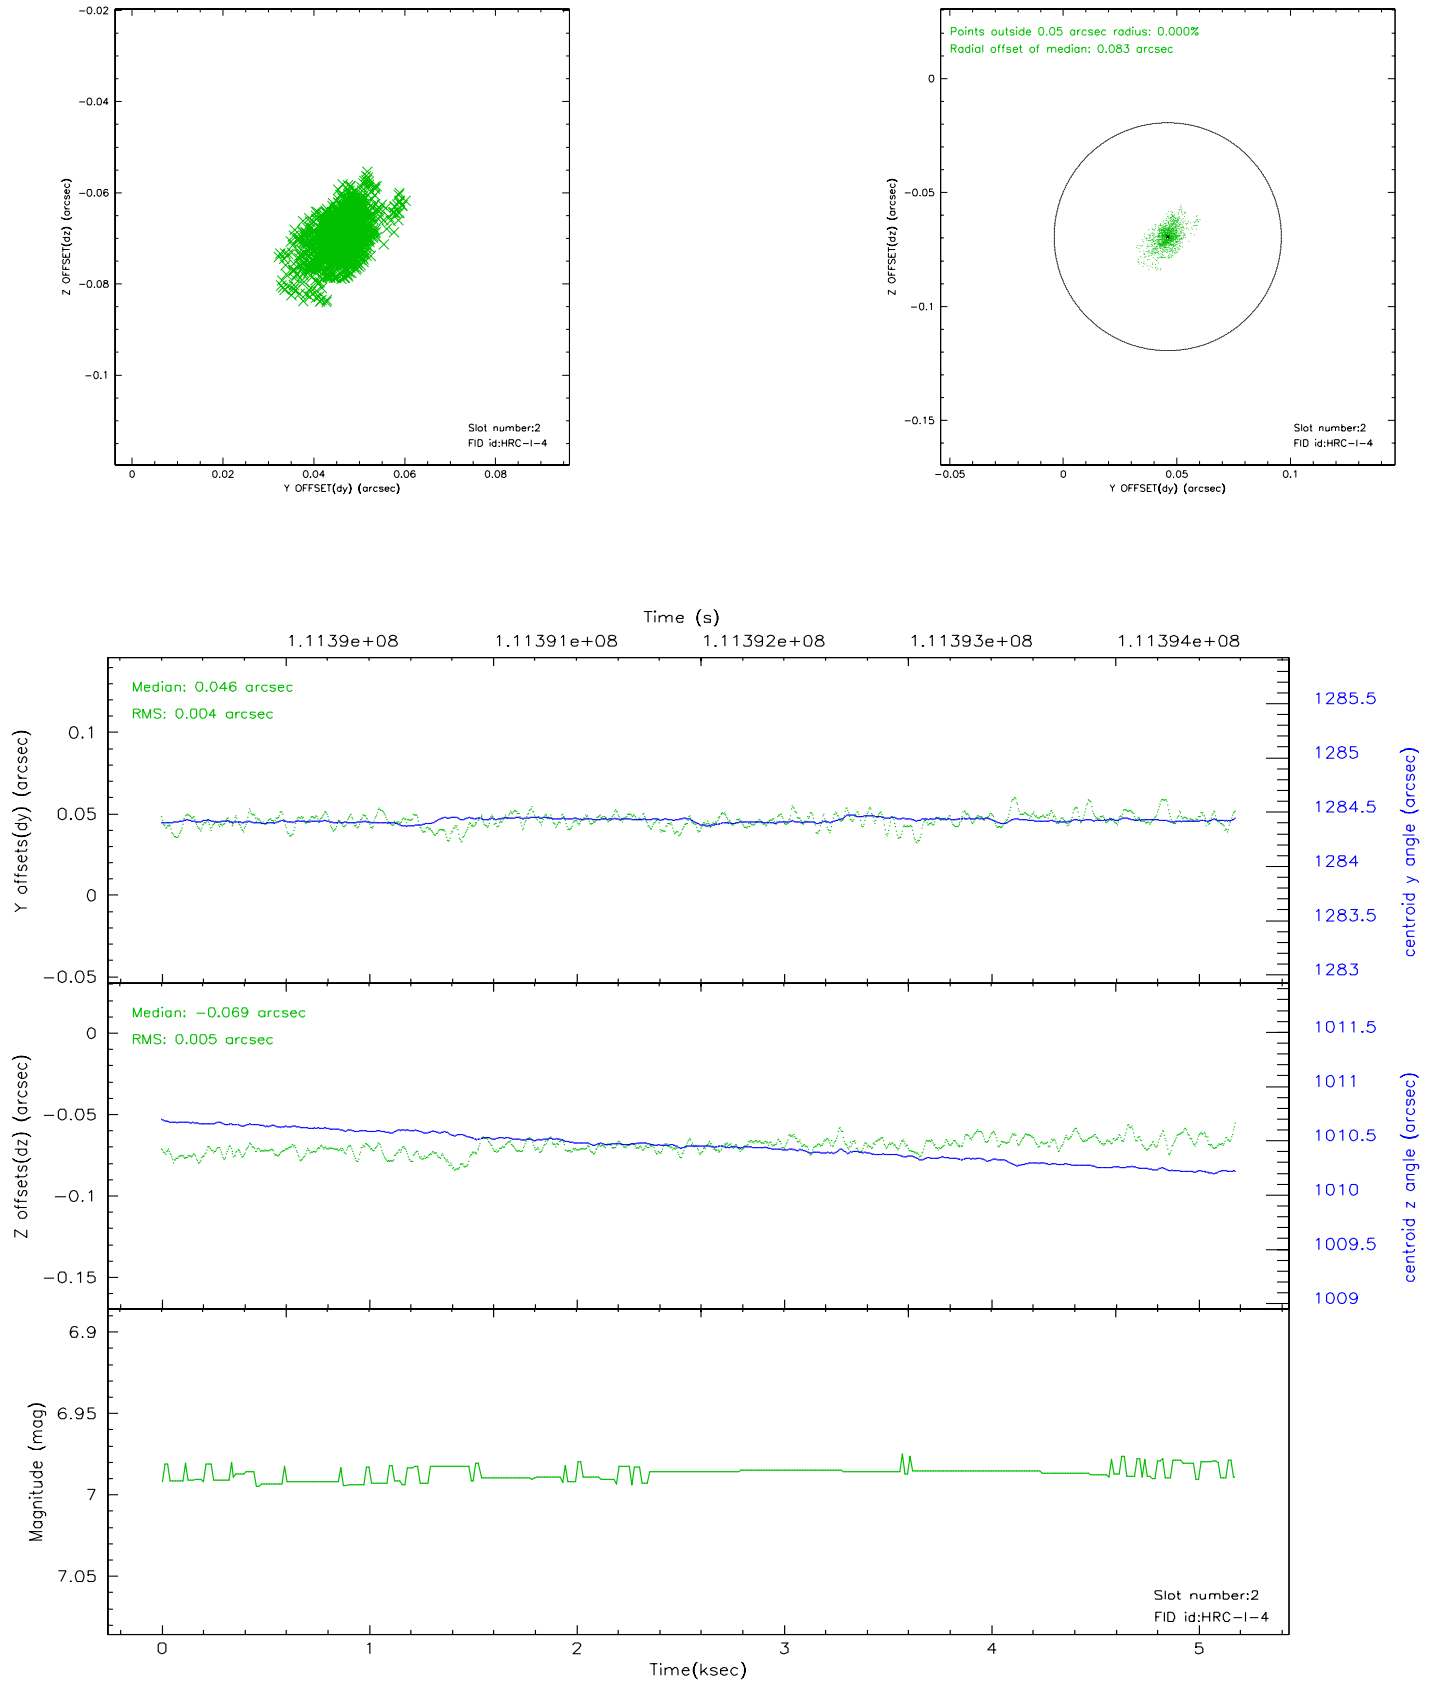 -0.02
-0.04
-0.06
-0.08
-0.1
Z OFFSET(dz) (arcsec)
0 0.02 0.04 0.06 0.08
Y OFFSET(dy) (arcsec)
Slot number:2
FID id:HRC-I-4
Points outside 0.05 arcsec radius: 0.000%
Radial offset of median: 0.083 arcsec
0
-0.05
-0.1
-0.15
Z OFFSET(dz) (arcsec)
-0.05 0 0.05 0.1
Y OFFSET(dy) (arcsec)
Slot number:2
FID id:HRC-I-4
Time (s)
1.1139e+08 1.11391e+08 1.11392e+08 1.11393e+08 1.11394e+08
Median: 0.046 arcsec
RMS: 0.004 arcsec
0.1
0.05
0
-0.05
Y offsets(dy) (arcsec)
1285.5
1285
1284.5
1284
1283.5
1283
centroid y angle (arcsec)
Median: -0.069 arcsec
RMS: 0.005 arcsec
0
-0.05
-0.1
-0.15
Z offsets(dz) (arcsec)
1011.5
1011
1010.5
1010
1009.5
1009
centroid z angle (arcsec)
6.9
6.95
7
7.05
Magnitude (mag)
Slot number:2
FID id:HRC-I-4
0 1 2 3 4 5
Time(ksec)